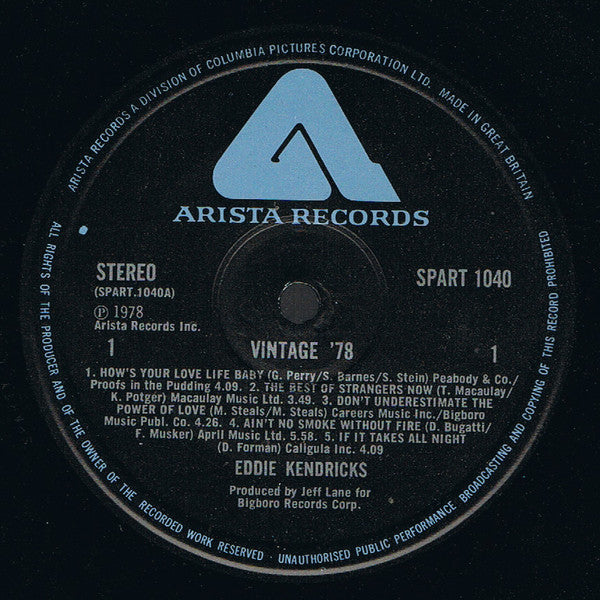 ARISTA RECORDS A DIVISION OF COLUMBIA PICTURES CORPORATION LTD. MADE IN GREAT BRITAIN
ARISTA RECORDS
STEREO
SPART 1040
(SPART.1040A)
℗ 1978
Arista Records Inc.
1
VINTAGE '78
1
1. HOW'S YOUR LOVE LIFE BABY (G. Perry/S. Barnes/S. Stein) Peabody & Co./
Proofs in the Pudding 4.09. 2. THE BEST OF STRANGERS NOW (T. Macaulay/
K. Potger) Macaulay Music Ltd. 3.49. 3. DON'T UNDERESTIMATE THE
POWER OF LOVE (M. Steals/M. Steals) Careers Music Inc./Bigboro
Music Publ. Co. 4.26. 4. AIN'T NO SMOKE WITHOUT FIRE (D. Bugatti/
F. Musker) April Music Ltd. 5.58. 5. IF IT TAKES ALL NIGHT
(D. Forman) Caligula Inc. 4.09
EDDIE KENDRICKS
Produced by Jeff Lane for
Bigboro Records Corp.
ALL RIGHTS OF THE PRODUCER AND OF THE OWNER OF THE RECORDED WORK RESERVED · UNAUTHORISED PUBLIC PERFORMANCE BROADCASTING AND COPYING OF THIS RECORD PROHIBITED